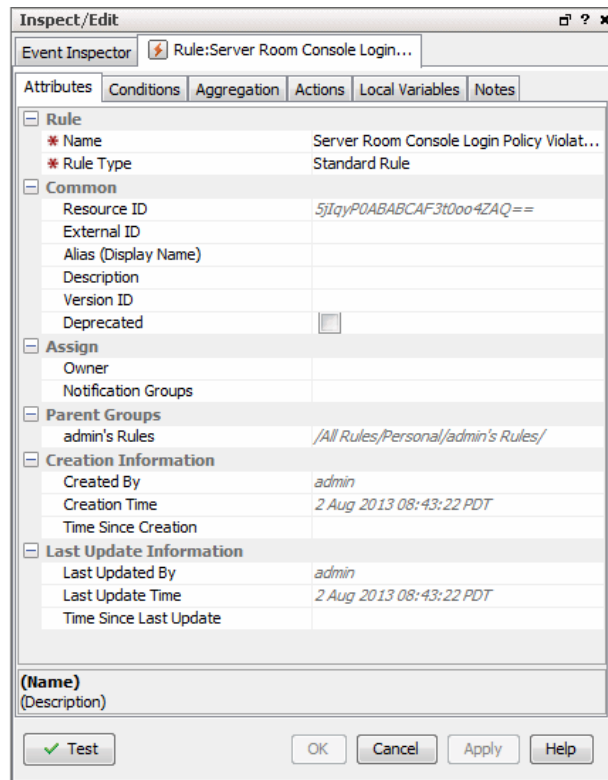 Inspect/Edit
Event Inspector Rule:Server Room Console Login...
Attributes Conditions Aggregation Actions Local Variables Notes
Rule
Name Server Room Console Login Policy Violat...
Rule Type Standard Rule
Common
Resource ID 5jIqyP0ABABCAF3t0oo4ZAQ==
External ID
Alias (Display Name)
Description
Version ID
Deprecated
Assign
Owner
Notification Groups
Parent Groups
admin's Rules /All Rules/Personal/admin's Rules/
Creation Information
Created By admin
Creation Time 2 Aug 2013 08:43:22 PDT
Time Since Creation
Last Update Information
Last Updated By admin
Last Update Time 2 Aug 2013 08:43:22 PDT
Time Since Last Update
(Name)
(Description)
Test OK Cancel Apply Help